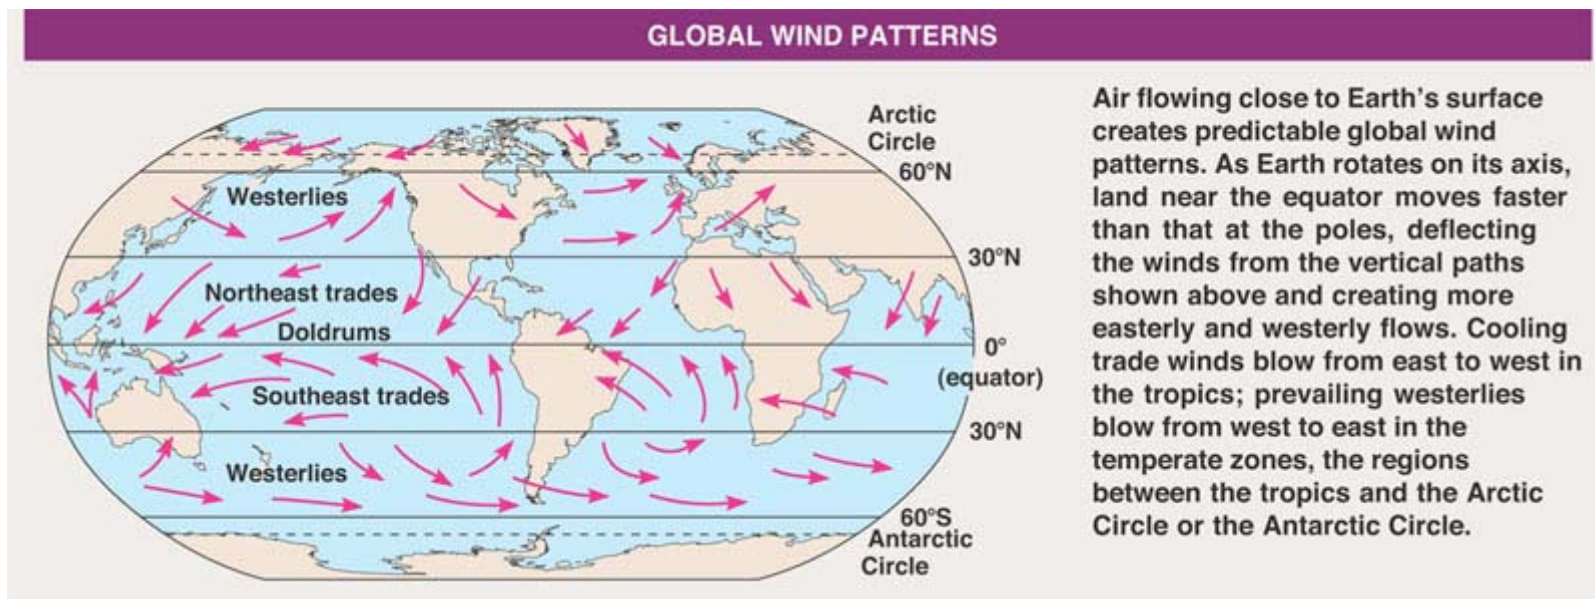 GLOBAL WIND PATTERNS
Arctic
Circle
60°N
Westerlies
30°N
Northeast trades
Doldrums
0°
(equator)
Southeast trades
30°N
Westerlies
60°S
Antarctic
Circle
Air flowing close to Earth's surface
creates predictable global wind
patterns. As Earth rotates on its axis,
land near the equator moves faster
than that at the poles, deflecting
the winds from the vertical paths
shown above and creating more
easterly and westerly flows. Cooling
trade winds blow from east to west in
the tropics; prevailing westerlies
blow from west to east in the
temperate zones, the regions
between the tropics and the Arctic
Circle or the Antarctic Circle.